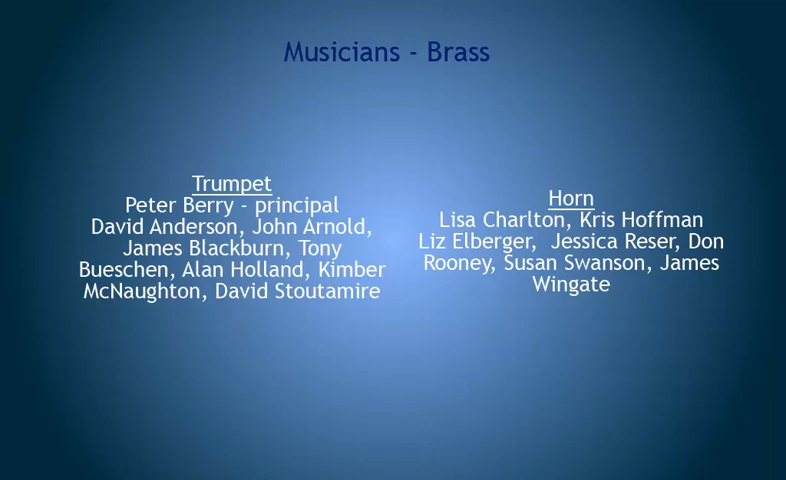 Musicians - Brass
Trumpet
Peter Berry - principal
David Anderson, John Arnold,
James Blackburn, Tony
Bueschen, Alan Holland, Kimber
McNaughton, David Stoutamire
Horn
Lisa Charlton, Kris Hoffman
Liz Elberger,  Jessica Reser, Don
Rooney, Susan Swanson, James
Wingate